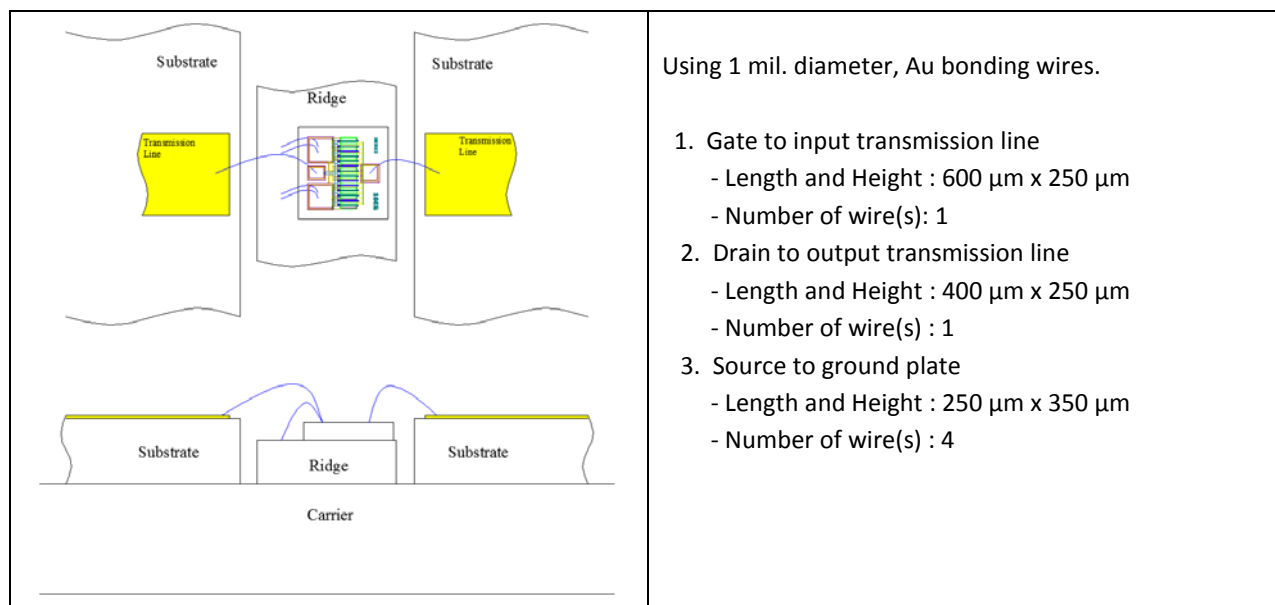 Substrate
Substrate
Ridge
Transmission
Line
Transmission
Line
Substrate
Ridge
Substrate
Carrier
Using 1 mil. diameter, Au bonding wires.
1. Gate to input transmission line
- Length and Height : 600 µm x 250 µm
- Number of wire(s): 1
2. Drain to output transmission line
- Length and Height : 400 µm x 250 µm
- Number of wire(s) : 1
3. Source to ground plate
- Length and Height : 250 µm x 350 µm
- Number of wire(s) : 4